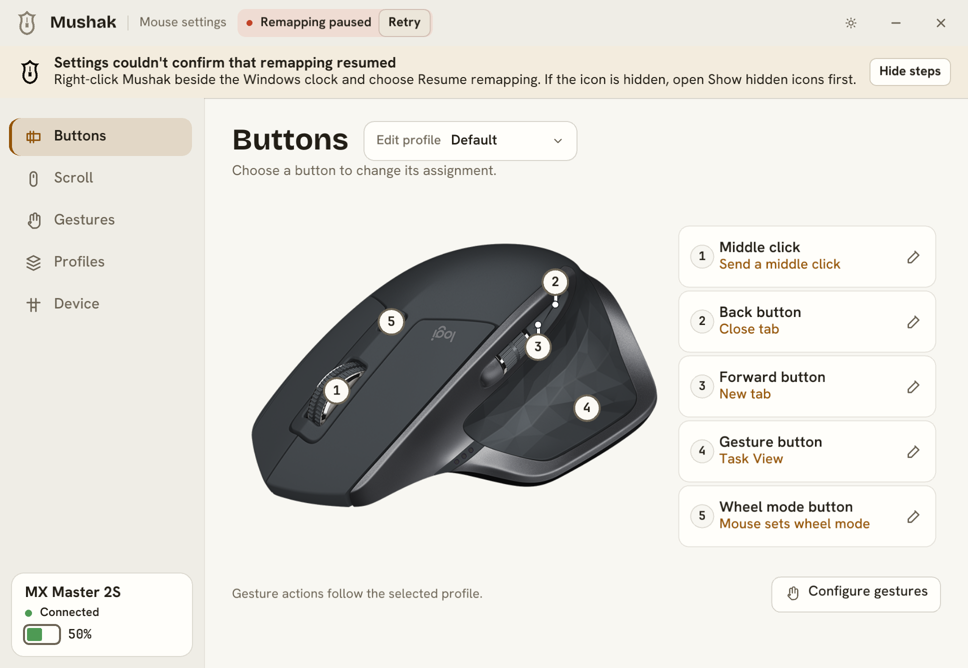 Mushak
Mouse settings
Remapping paused
Retry
Settings couldn't confirm that remapping resumed
Right-click Mushak beside the Windows clock and choose Resume remapping. If the icon is hidden, open Show hidden icons first.
Hide steps
Buttons
Scroll
Gestures
Profiles
Device
MX Master 2S
Connected
50%
Buttons
Edit profile Default
Choose a button to change its assignment.
logi
1
2
3
4
5
1
Middle click
Send a middle click
2
Back button
Close tab
3
Forward button
New tab
4
Gesture button
Task View
5
Wheel mode button
Mouse sets wheel mode
Gesture actions follow the selected profile.
Configure gestures